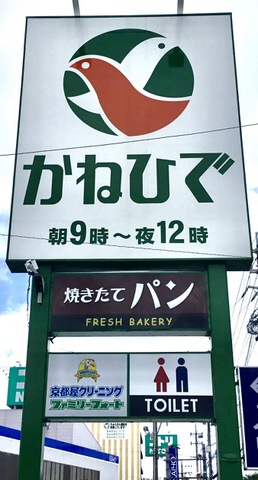 かねひで
朝9時～夜12時
焼きたてパン
FRESH BAKERY
京都屋クリーニング
ファミリーフォート
TOILET